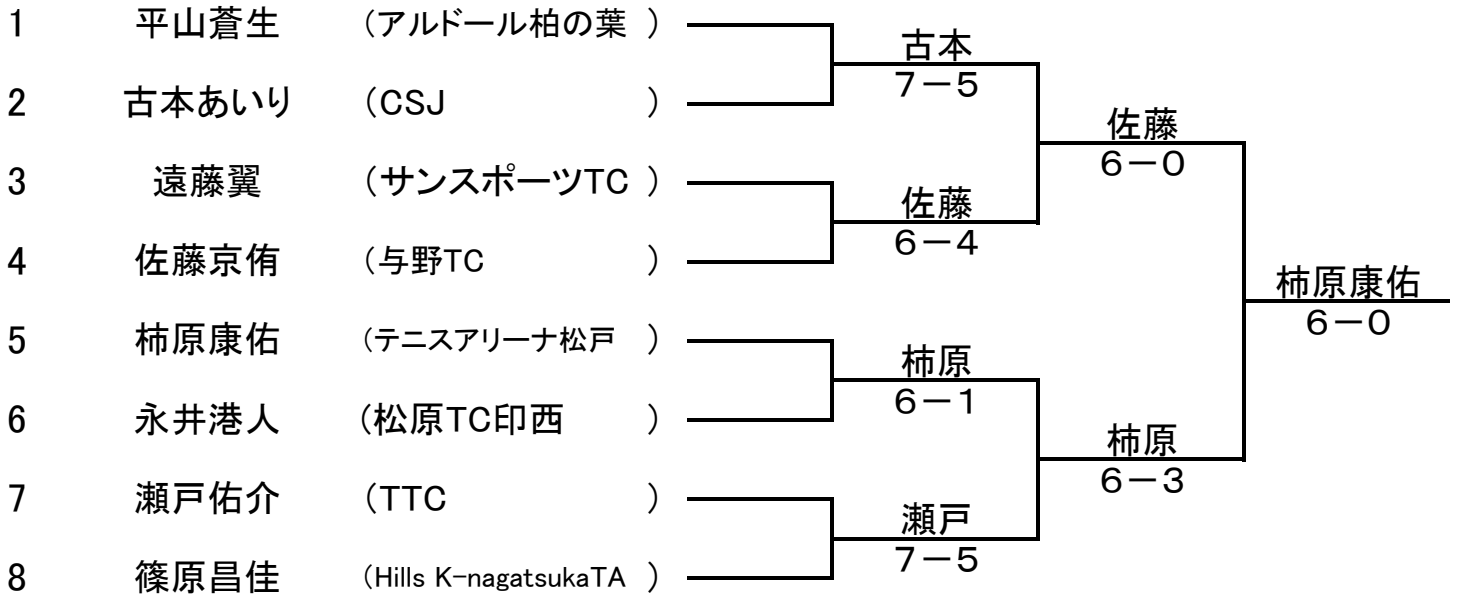 1 平山蒼生 (アルドール柏の葉 )
2 古本あいり (CSJ )
3 遠藤翼 (サンスポーツTC )
4 佐藤京侑 (与野TC )
5 柿原康佑 (テニスアリーナ松戸 )
6 永井港人 (松原TC印西 )
7 瀬戸佑介 (TTC )
8 篠原昌佳 (Hills K-nagatsukaTA )
古本
7-5
佐藤
6-4
柿原
6-1
瀬戸
7-5
佐藤
6-0
柿原
6-3
柿原康佑
6-0